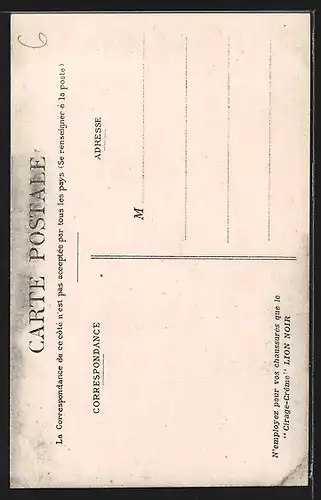 6
CARTE POSTALE
La Correspondance de ce côté n'est pas acceptée par tous les pays (Se renseigner à la poste)
CORRESPONDANCE
ADRESSE
M
N'employez pour vos chaussures que le
"Cirage-Crème" LION NOIR